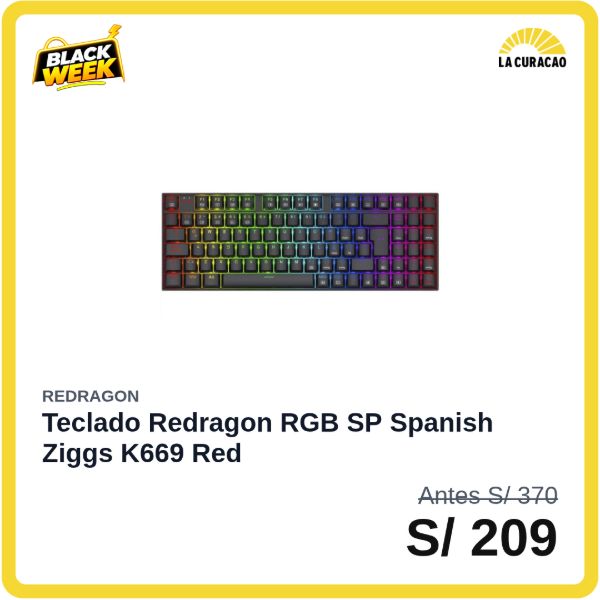 BLACK
WEEK
LA CURACAO
REDRAGON
Teclado Redragon RGB SP Spanish
Ziggs K669 Red
Antes S/ 370
S/ 209